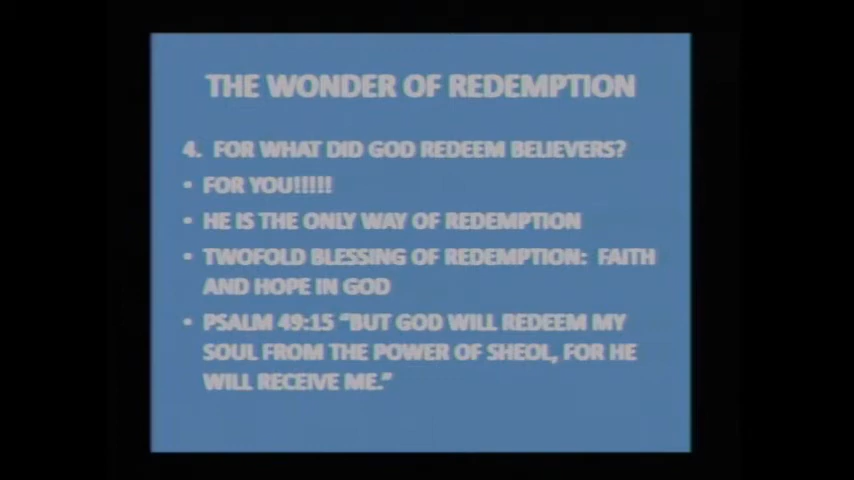 THE WONDER OF REDEMPTION
4. FOR WHAT DID GOD REDEEM BELIEVERS?
• FOR YOU!!!!!
• HE IS THE ONLY WAY OF REDEMPTION
• TWOFOLD BLESSING OF REDEMPTION: FAITH
AND HOPE IN GOD
• PSALM 49:15 “BUT GOD WILL REDEEM MY
SOUL FROM THE POWER OF SHEOL, FOR HE
WILL RECEIVE ME.”